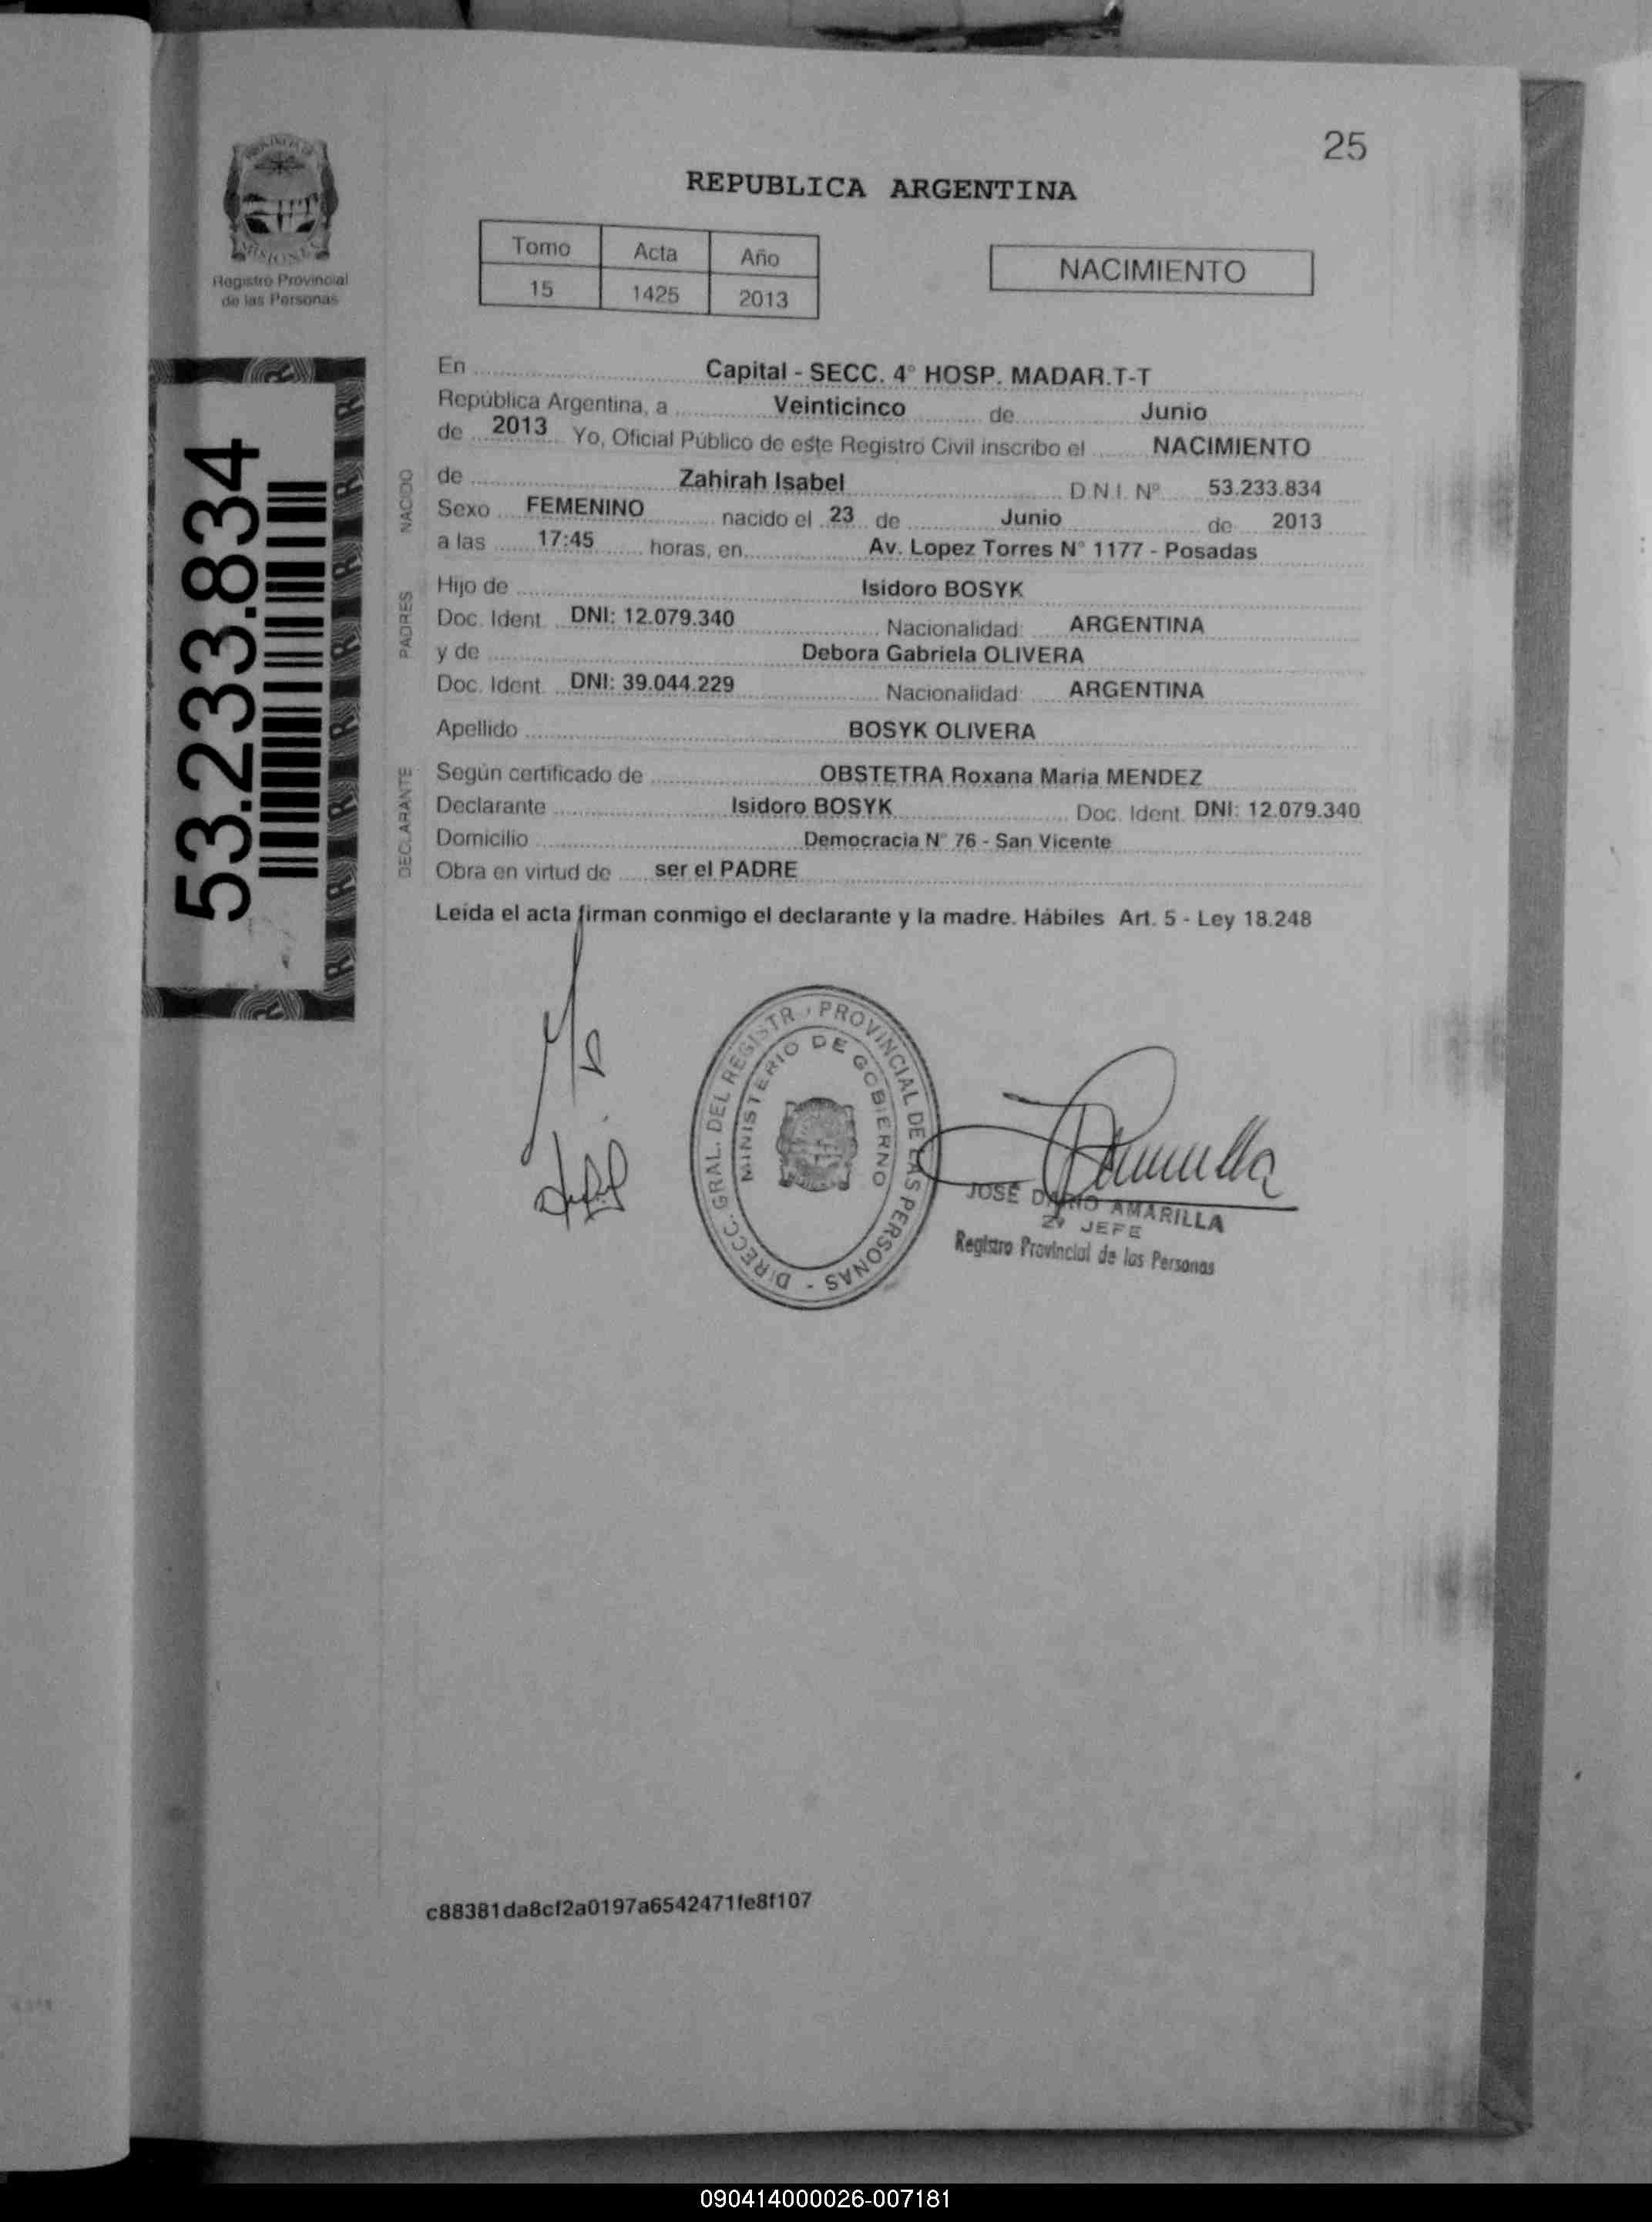 25
PROVINCIA DE
MISIONES
Registro Provincial
de las Personas
REPUBLICA ARGENTINA
Tomo Acta Año
15 1425 2013
NACIMIENTO
53.233.834
En Capital - SECC. 4° HOSP. MADAR.T-T
República Argentina, a Veinticinco de Junio
de 2013 Yo, Oficial Público de este Registro Civil inscribo el NACIMIENTO
NACIDO
de Zahirah Isabel D N I Nº 53.233.834
Sexo FEMENINO nacido el 23 de Junio de 2013
a las 17:45 horas, en Av. Lopez Torres N° 1177 - Posadas
PADRES
Hijo de Isidoro BOSYK
Doc. Ident. DNI: 12.079.340 Nacionalidad: ARGENTINA
y de Debora Gabriela OLIVERA
Doc. Ident. DNI: 39.044.229 Nacionalidad: ARGENTINA
Apellido BOSYK OLIVERA
DECLARANTE
Según certificado de OBSTETRA Roxana Maria MENDEZ
Declarante Isidoro BOSYK Doc. Ident. DNI: 12.079.340
Domicilio Democracia N° 76 - San Vicente
Obra en virtud de ser el PADRE
Leída el acta firman conmigo el declarante y la madre. Hábiles Art. 5 - Ley 18.248
DIRECC. GRAL. DEL REGISTR PROVINCIAL DE LAS PERSONAS -
MINISTERIO DE GOBIERNO
JOSÉ DARIO AMARILLA
2º JEFE
Registro Provincial de las Personas
c88381da8cf2a0197a6542471fe8f107
090414000026-007181